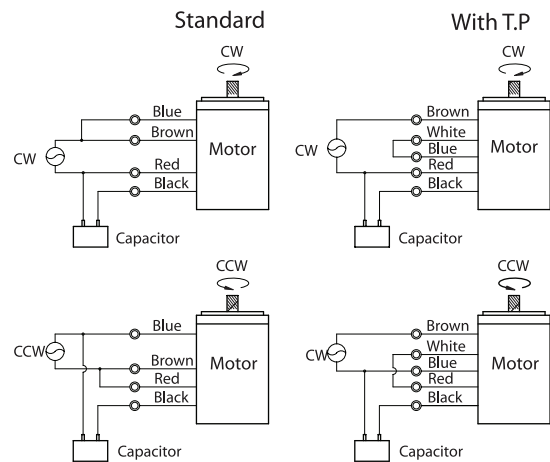 Standard
CW
Blue
Brown
Motor
CW
Red
Black
Capacitor
With T.P
CW
Brown
White
Blue
Motor
CW
Red
Black
Capacitor
CCW
Blue
CCW
Brown
Motor
Red
Black
Capacitor
CCW
Brown
White
CW
Blue
Motor
Red
Black
Capacitor